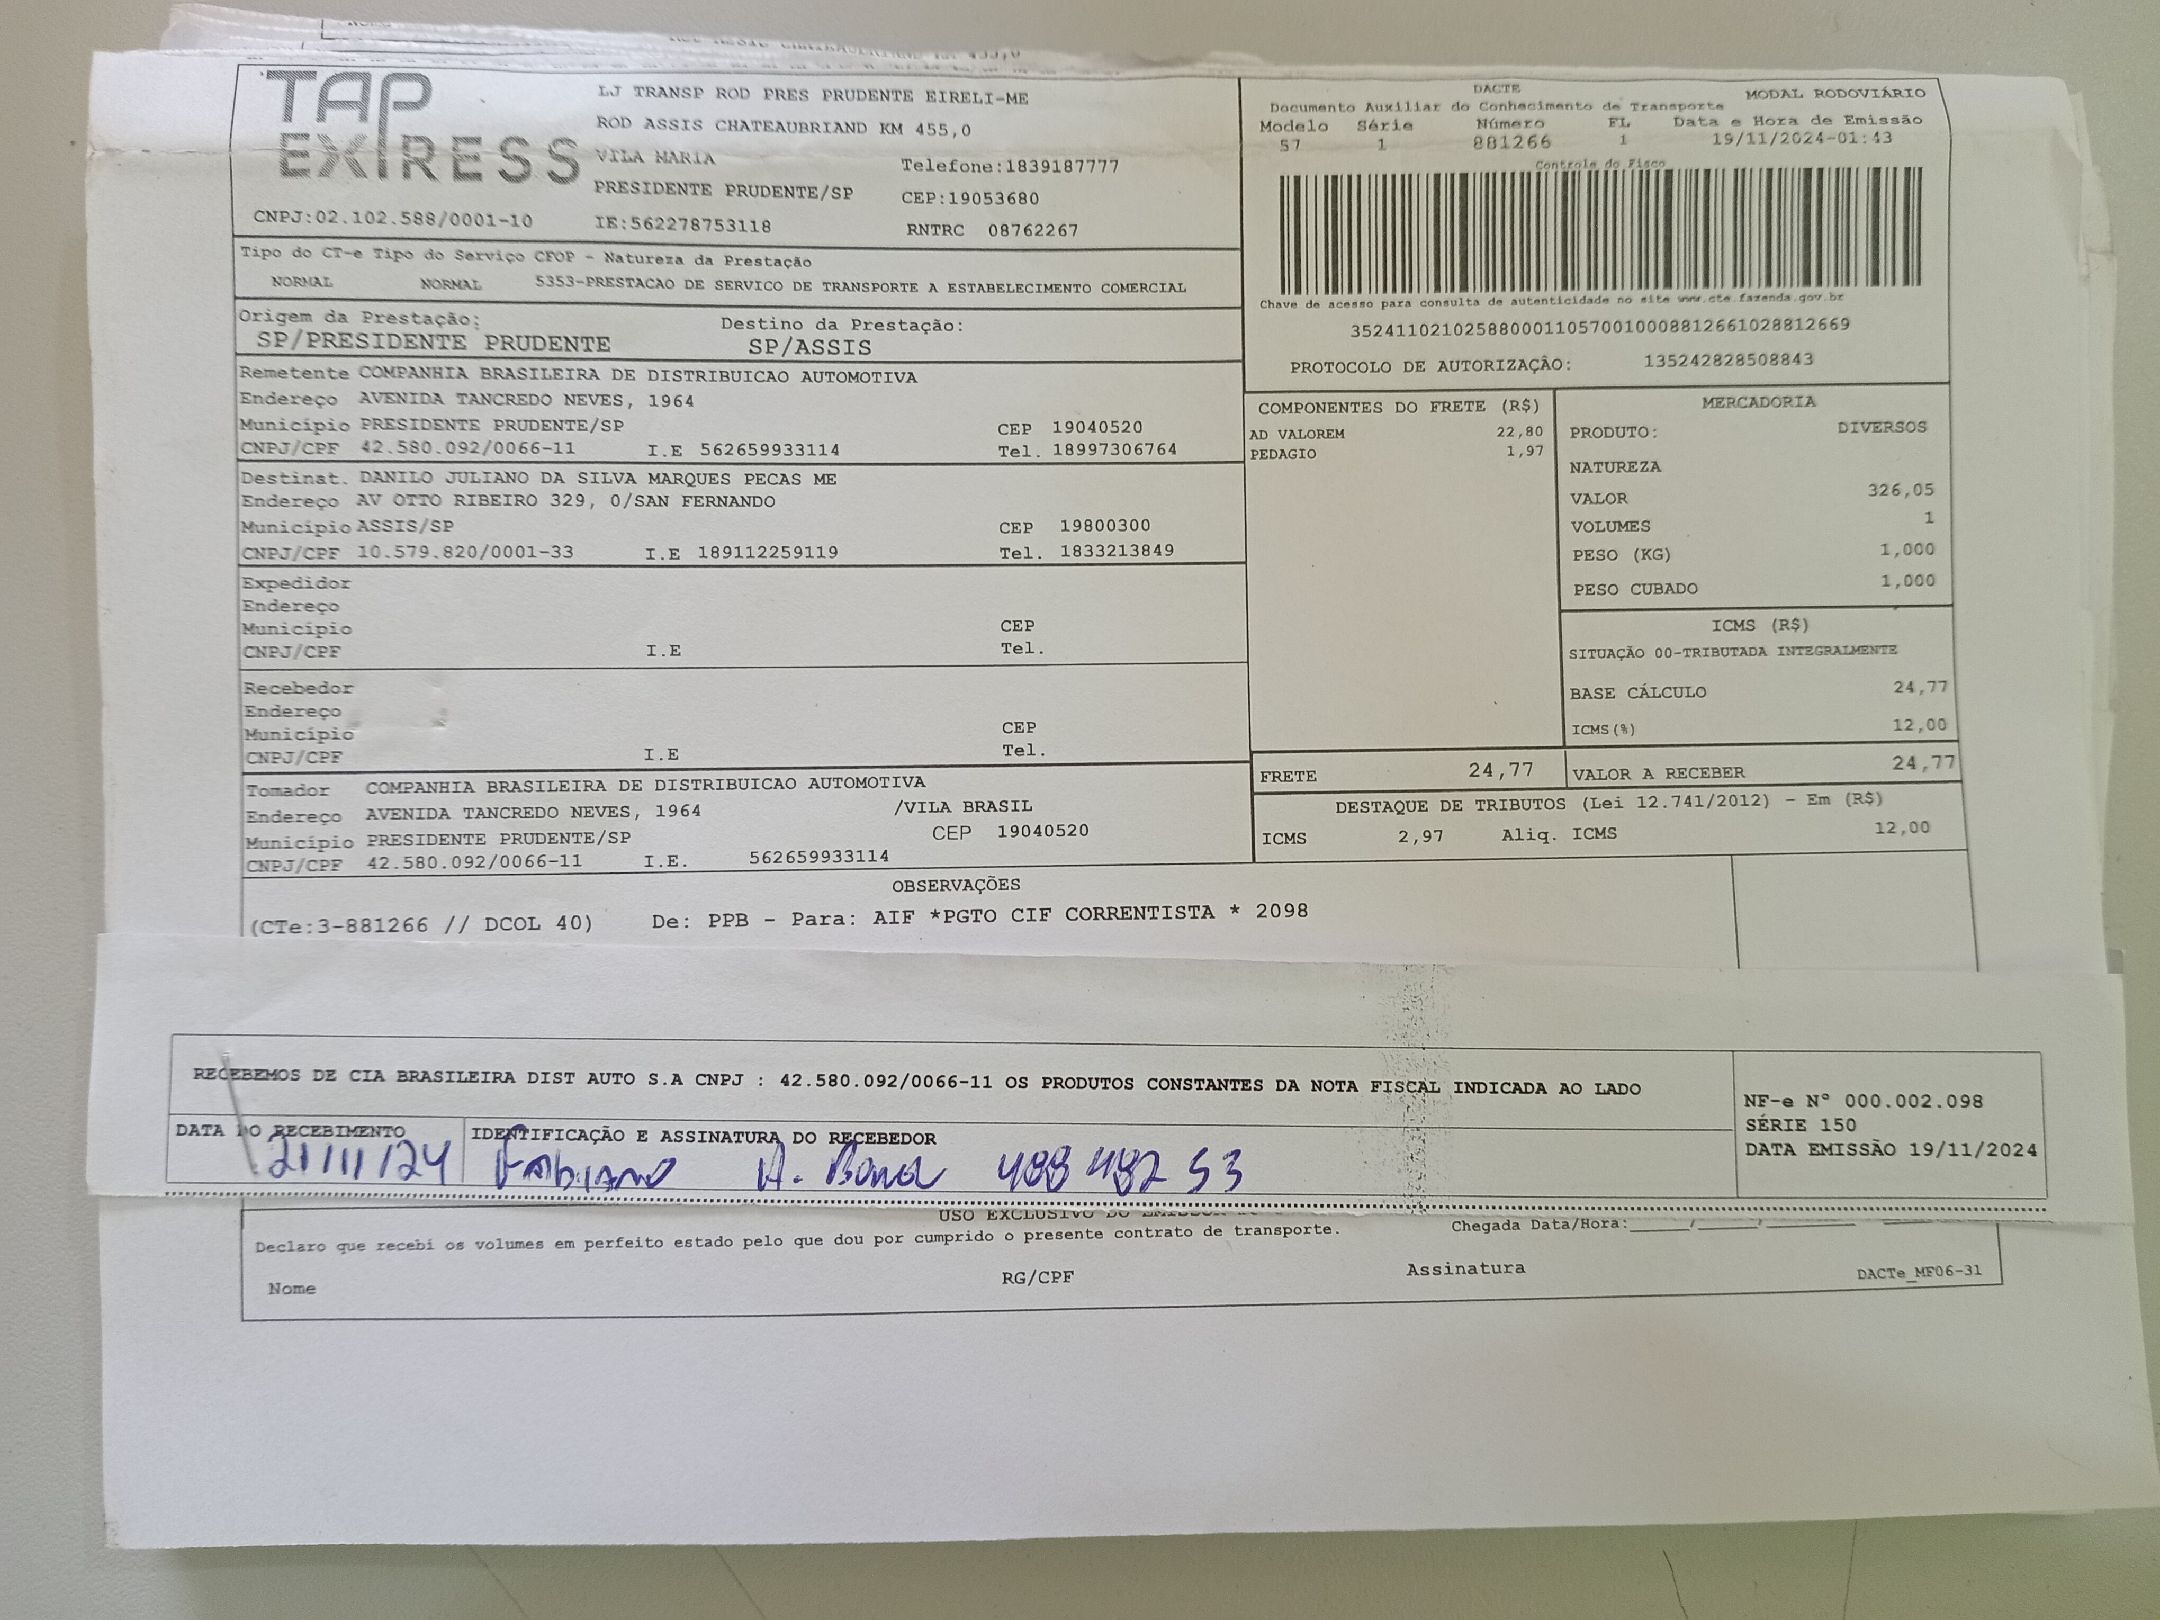 TAP
EXPRESS
LJ TRANSP ROD PRES PRUDENTE EIRELI-ME
ROD ASSIS CHATEAUBRIAND KM 455,0
VILA MARIA
Telefone:1839187777
PRESIDENTE PRUDENTE/SP
CEP:19053680
CNPJ:02.102.588/0001-10
IE:562278753118
RNTRC 08762267
DACTE
MODAL RODOVIÁRIO
Documento Auxiliar do Conhecimento de Transporte
Modelo Série Número FL Data e Hora de Emissão
57 1 881266 1 19/11/2024-01:43
Controle do Fisco
Chave de acesso para consulta de autenticidade no site www.cte.fazenda.gov.br
35241102102588000110570010008812661028812669
PROTOCOLO DE AUTORIZAÇÃO: 135242828508843
Tipo do CT-e Tipo do Serviço CFOP - Natureza da Prestação
NORMAL NORMAL 5353-PRESTACAO DE SERVICO DE TRANSPORTE A ESTABELECIMENTO COMERCIAL
Origem da Prestação: Destino da Prestação:
SP/PRESIDENTE PRUDENTE SP/ASSIS
Remetente COMPANHIA BRASILEIRA DE DISTRIBUICAO AUTOMOTIVA
Endereço AVENIDA TANCREDO NEVES, 1964
Município PRESIDENTE PRUDENTE/SP CEP 19040520
CNPJ/CPF 42.580.092/0066-11 I.E 562659933114 Tel. 18997306764
Destinat. DANILO JULIANO DA SILVA MARQUES PECAS ME
Endereço AV OTTO RIBEIRO 329, 0/SAN FERNANDO
Município ASSIS/SP CEP 19800300
CNPJ/CPF 10.579.820/0001-33 I.E 189112259119 Tel. 1833213849
Expedidor
Endereço
Município CEP
CNPJ/CPF I.E Tel.
Recebedor
Endereço
Município CEP
CNPJ/CPF I.E Tel.
Tomador COMPANHIA BRASILEIRA DE DISTRIBUICAO AUTOMOTIVA
Endereço AVENIDA TANCREDO NEVES, 1964 /VILA BRASIL
Município PRESIDENTE PRUDENTE/SP CEP 19040520
CNPJ/CPF 42.580.092/0066-11 I.E. 562659933114
COMPONENTES DO FRETE (R$)
AD VALOREM 22,80
PEDAGIO 1,97
MERCADORIA
PRODUTO: DIVERSOS
NATUREZA
VALOR 326,05
VOLUMES 1
PESO (KG) 1,000
PESO CUBADO 1,000
ICMS (R$)
SITUAÇÃO 00-TRIBUTADA INTEGRALMENTE
BASE CÁLCULO 24,77
ICMS(%) 12,00
FRETE 24,77 VALOR A RECEBER 24,77
DESTAQUE DE TRIBUTOS (Lei 12.741/2012) - Em (R$)
ICMS 2,97 Aliq. ICMS 12,00
OBSERVAÇÕES
(CTe:3-881266 // DCOL 40) De: PPB - Para: AIF *PGTO CIF CORRENTISTA * 2098
RECEBEMOS DE CIA BRASILEIRA DIST AUTO S.A CNPJ : 42.580.092/0066-11 OS PRODUTOS CONSTANTES DA NOTA FISCAL INDICADA AO LADO
DATA DO RECEBIMENTO IDENTIFICAÇÃO E ASSINATURA DO RECEBEDOR
21/11/24 Fabiano A. 488 482 53
NF-e Nº 000.002.098
SÉRIE 150
DATA EMISSÃO 19/11/2024
USO EXCLUSIVO DO
Declaro que recebi os volumes em perfeito estado pelo que dou por cumprido o presente contrato de transporte. Chegada Data/Hora:____/____/____
Nome RG/CPF Assinatura DACTe_MF06-31